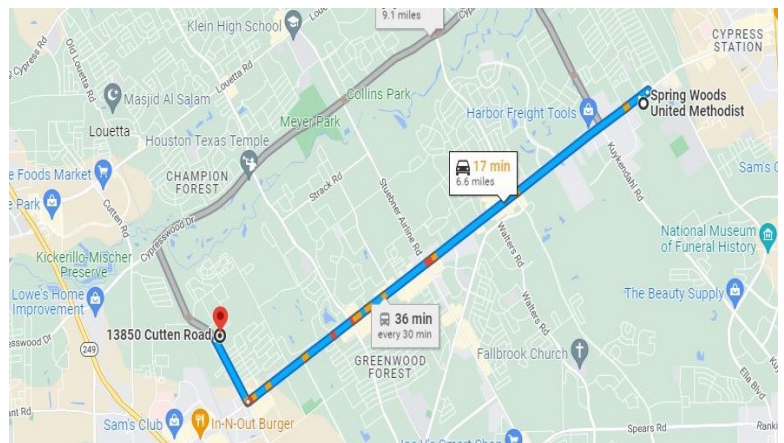 9.1 miles
Klein High School
CYPRESS
STATION
Old Louetta Rd
Louetta Rd
Collins Park
Masjid Al Salam
Spring Woods
United Methodist
Harbor Freight Tools
Louetta
Meyer Park
Houston Texas Temple
17 min
6.6 miles
Kuykendahl Rd
Sam's C
e Foods Market
CHAMPION
FOREST
Strack Rd
Stuebner Airline Rd
e Park
Cutten Rd
Cypresswood Dr
Walters Rd
National Museum
of Funeral History
Kickerillo-Mischer
Preserve
Lowe's Home
Improvement
The Beauty Supply
13850 Cutten Road
36 min
every 30 min
Walters Rd
249
GREENWOOD
FOREST
Fallbrook Church
Ella Blvd
Sam's Club
In-N-Out Burger
Spears Rd
Rankin